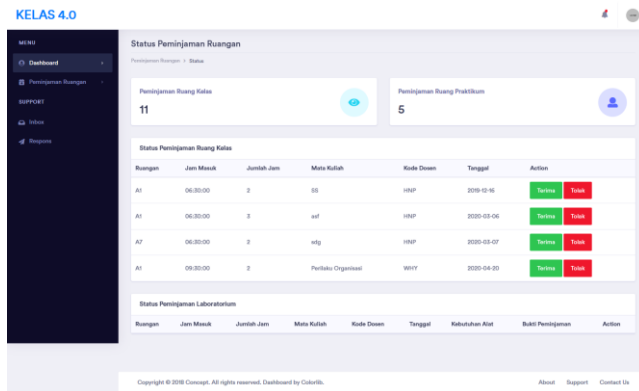 KELAS 4.0
MENU
Dashboard
Peminjaman Ruangan
SUPPORT
Inbox
Respons
Status Peminjaman Ruangan
Peminjaman Ruangan > Status
Peminjaman Ruang Kelas
11
Peminjaman Ruang Praktikum
5
Status Peminjaman Ruang Kelas
Ruangan Jam Masuk Jumlah Jam Mata Kuliah Kode Dosen Tanggal Action
A1 06:30:00 2 SS HNP 2019-12-16 Terima Tolak
A1 06:30:00 3 asf HNP 2020-03-06 Terima Tolak
A7 06:30:00 2 sdg HNP 2020-03-07 Terima Tolak
A1 09:30:00 2 Perilaku Organisasi WHY 2020-04-20 Terima Tolak
Status Peminjaman Laboratorium
Ruangan Jam Masuk Jumlah Jam Mata Kuliah Kode Dosen Tanggal Kebutuhan Alat Bukti Peminjaman Action
Copyright © 2018 Concept. All rights reserved. Dashboard by Colorlib.
About Support Contact Us